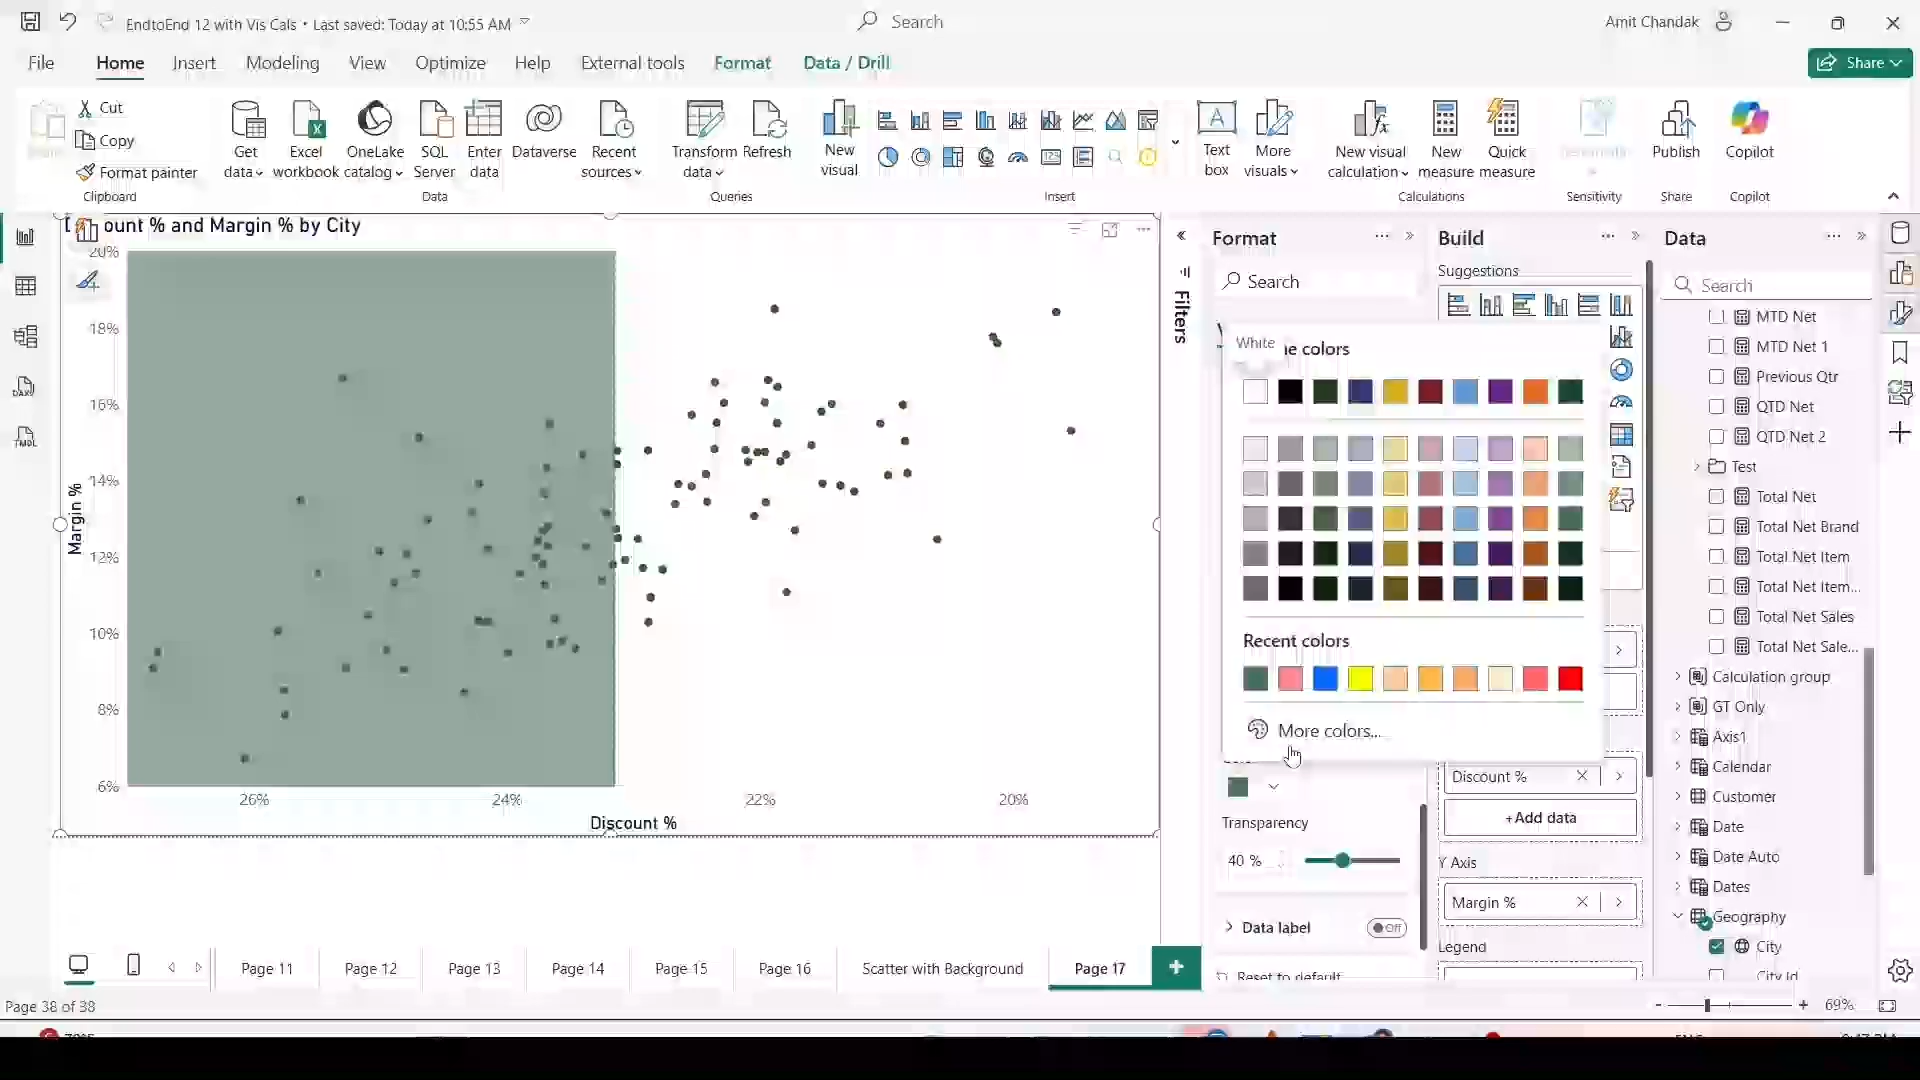 EndtoEnd 12 with Vis Cals • Last saved: Today at 10:55 AM
Search
Amit Chandak
File
Home
Insert
Modeling
View
Optimize
Help
External tools
Format
Data / Drill
Share
Cut
Copy
Format painter
Clipboard
Get data
Excel workbook
OneLake catalog
SQL Server
Enter data
Dataverse
Recent sources
Data
Transform data
Refresh
Queries
New visual
More visuals
Text box
Insert
New visual calculation
New measure
Quick measure
Calculations
Sensitivity
Publish
Share
Copilot
Copilot
ount % and Margin % by City
20%
18%
16%
14%
12%
10%
8%
6%
Margin %
26%
24%
22%
20%
Discount %
Filters
Format
Search
White
e colors
Recent colors
More colors...
Transparency
40 %
Data label
Off
Reset to default
Build
Suggestions
Discount %
+Add data
Y Axis
Margin %
Legend
Data
Search
MTD Net
MTD Net 1
Previous Qtr
QTD Net
QTD Net 2
Test
Total Net
Total Net Brand
Total Net Item
Total Net Item...
Total Net Sales
Total Net Sale...
Calculation group
GT Only
Axis1
Calendar
Customer
Date
Date Auto
Dates
Geography
City
City Id
DAX
TMDL
Page 11
Page 12
Page 13
Page 14
Page 15
Page 16
Scatter with Background
Page 17
Page 38 of 38
69%